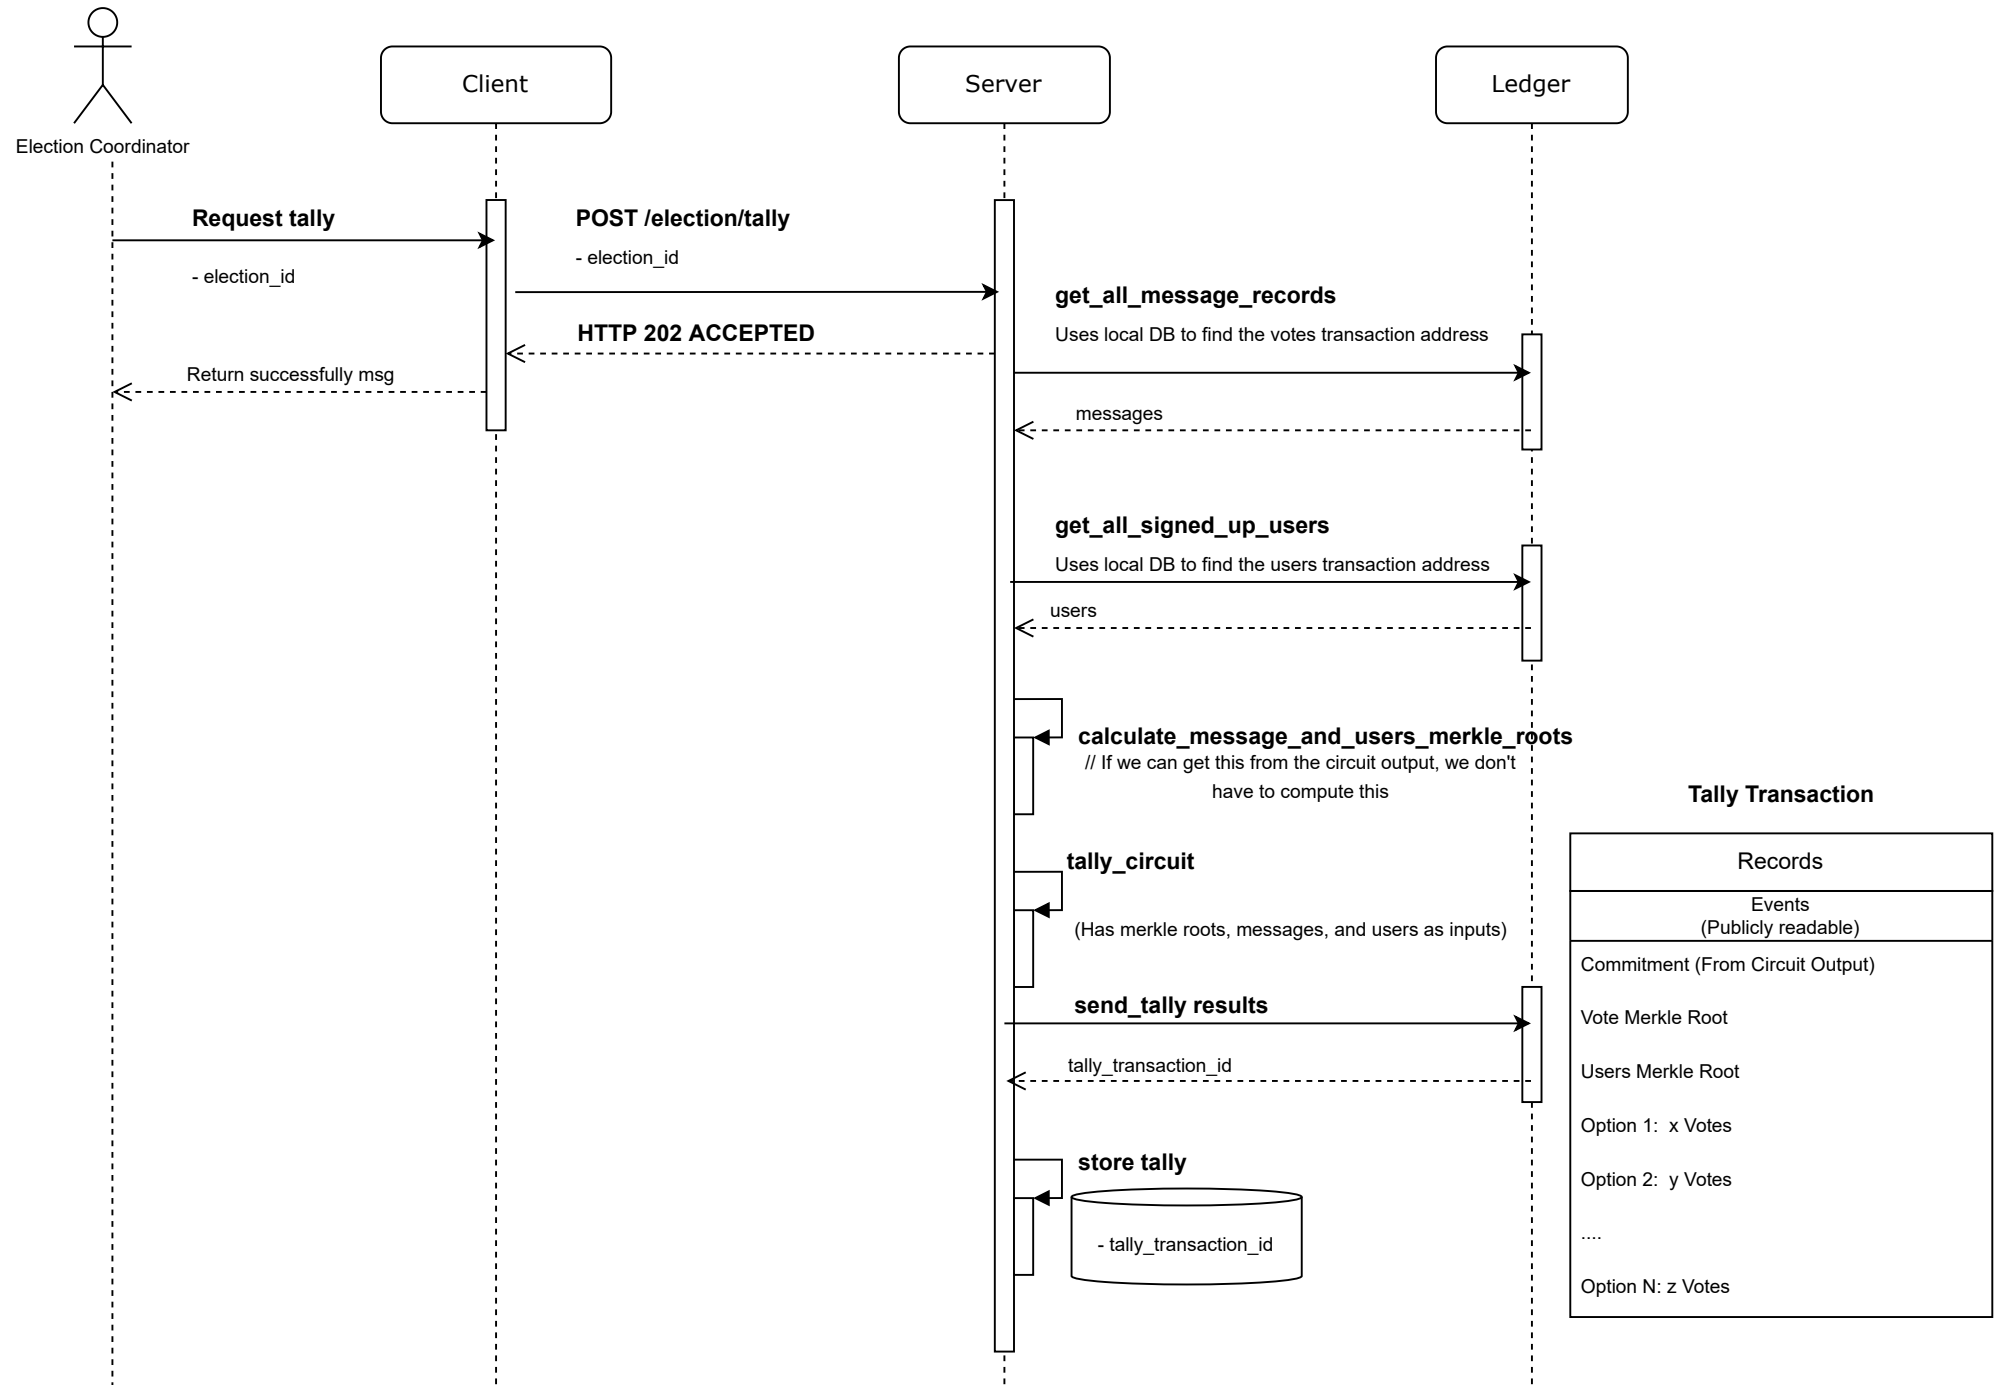 Client
Server
Ledger
Election Coordinator
Request tally
- election_id
POST /election/tally
- election_id
HTTP 202 ACCEPTED
Return successfully msg
get_all_message_records
Uses local DB to find the votes transaction address
messages
get_all_signed_up_users
Uses local DB to find the users transaction address
users
calculate_message_and_users_merkle_roots
// If we can get this from the circuit output, we don't
have to compute this
tally_circuit
(Has merkle roots, messages, and users as inputs)
send_tally results
tally_transaction_id
store tally
- tally_transaction_id
Tally Transaction
Records
Events
(Publicly readable)
Commitment (From Circuit Output)
Vote Merkle Root
Users Merkle Root
Option 1:  x Votes
Option 2:  y Votes
....
Option N: z Votes